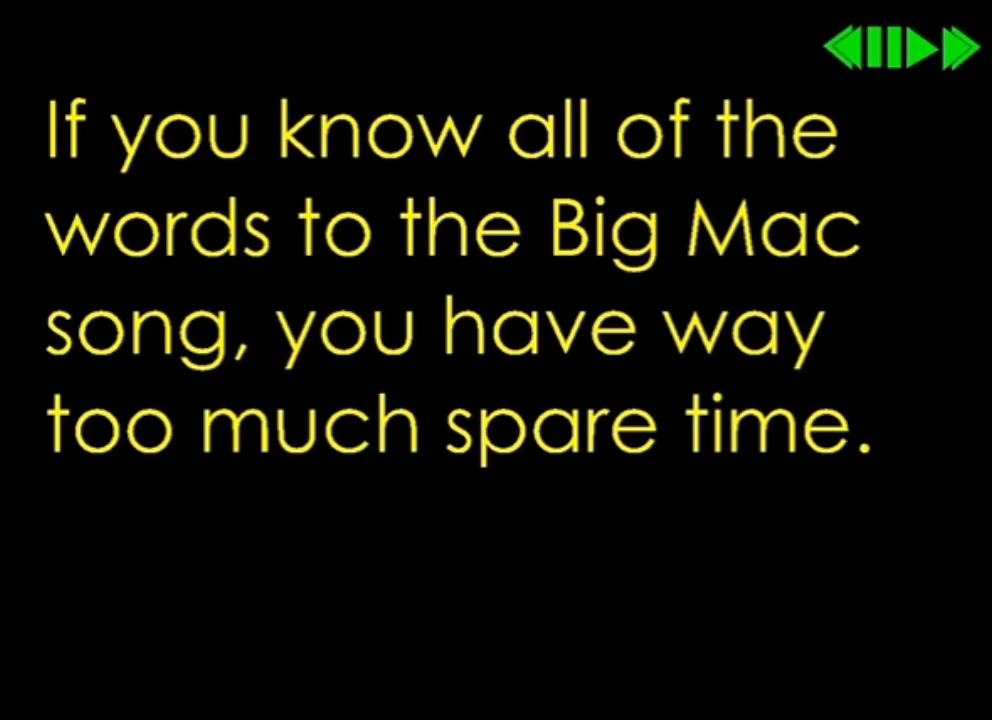 If you know all of the
words to the Big Mac
song, you have way
too much spare time.